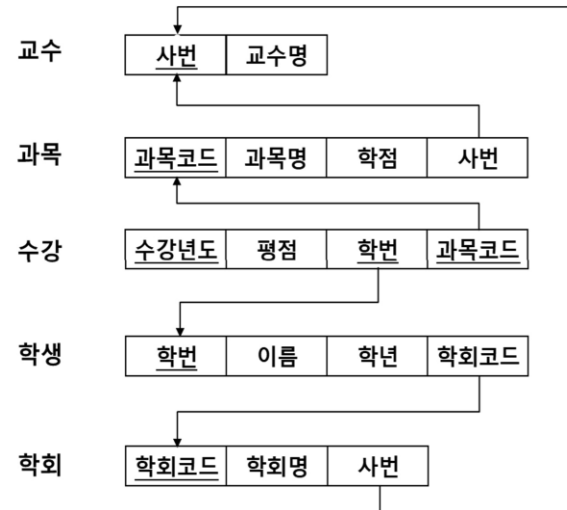 교수 사번 교수명
과목 과목코드 과목명 학점 사번
수강 수강년도 평점 학번 과목코드
학생 학번 이름 학년 학회코드
학회 학회코드 학회명 사번